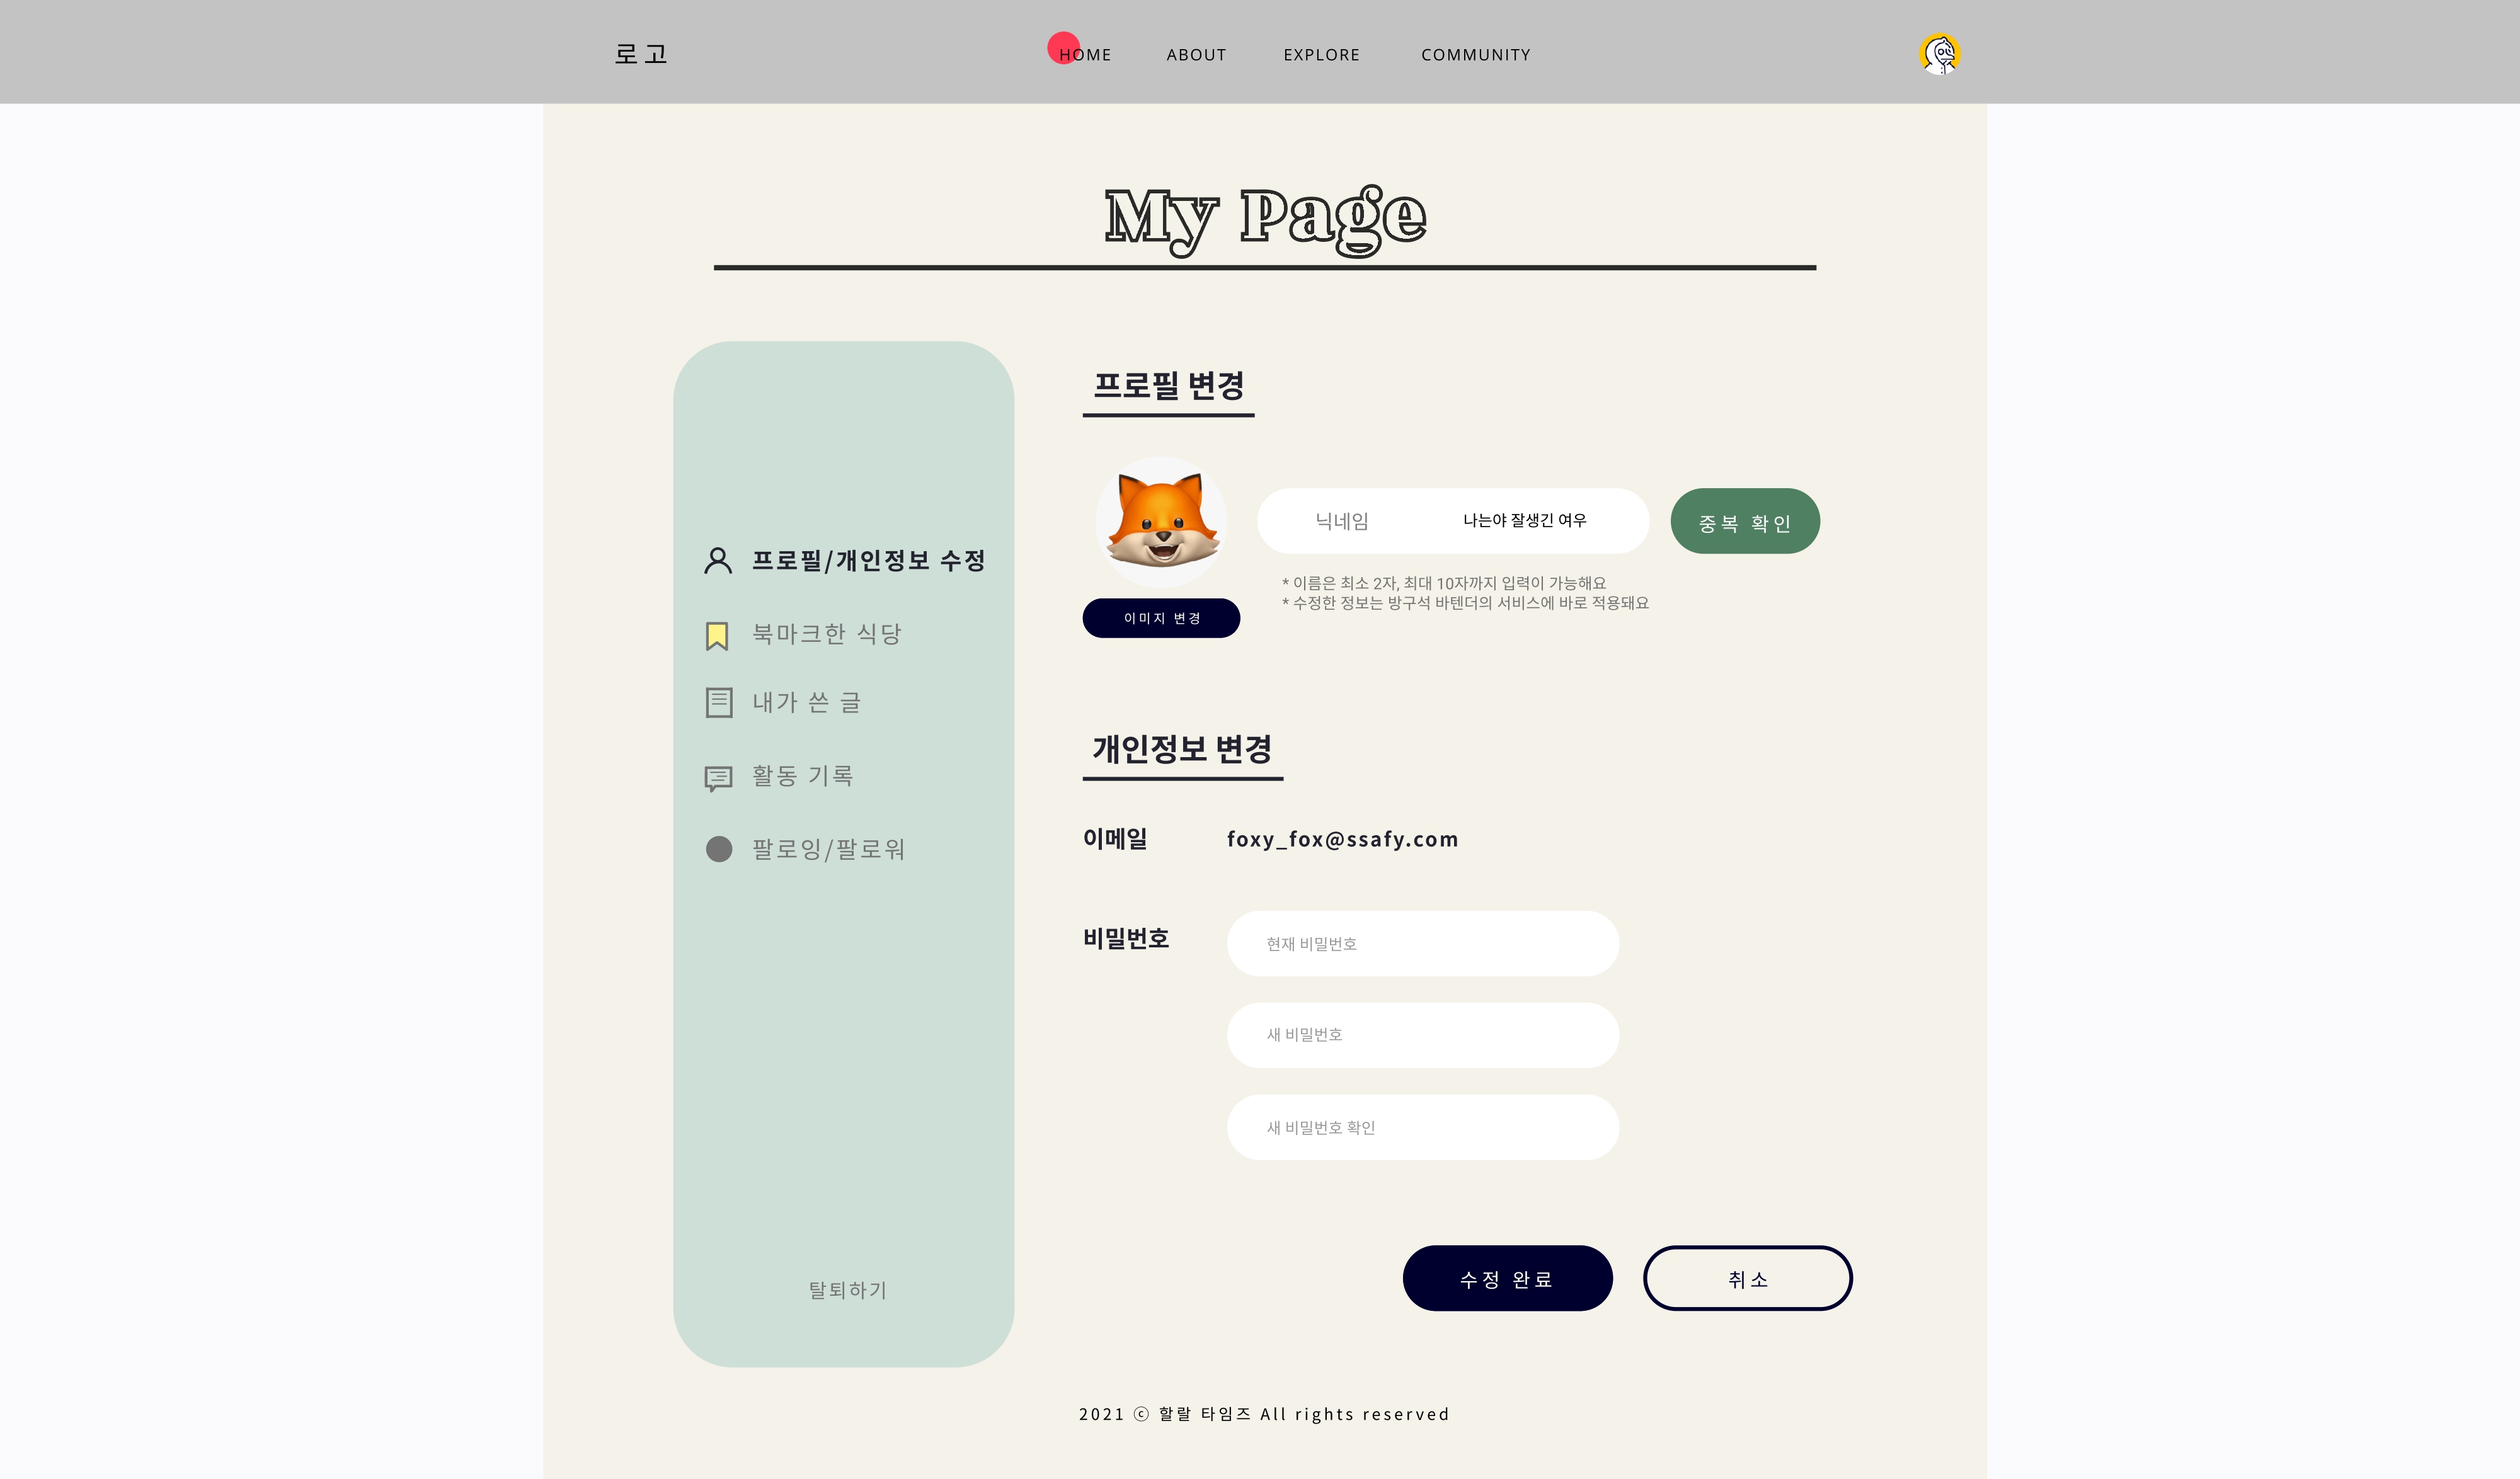 로고
HOME ABOUT EXPLORE COMMUNITY
My Page
프로필/개인정보 수정
북마크한 식당
내가 쓴 글
활동 기록
팔로잉/팔로워
탈퇴하기
프로필 변경
이미지 변경
닉네임 나는야 잘생긴 여우
중복 확인
* 이름은 최소 2자, 최대 10자까지 입력이 가능해요
* 수정한 정보는 방구석 바텐더의 서비스에 바로 적용돼요
개인정보 변경
이메일 foxy_fox@ssafy.com
비밀번호 현재 비밀번호
새 비밀번호
새 비밀번호 확인
수정 완료 취소
2021 ⓒ 할랄 타임즈 All rights reserved